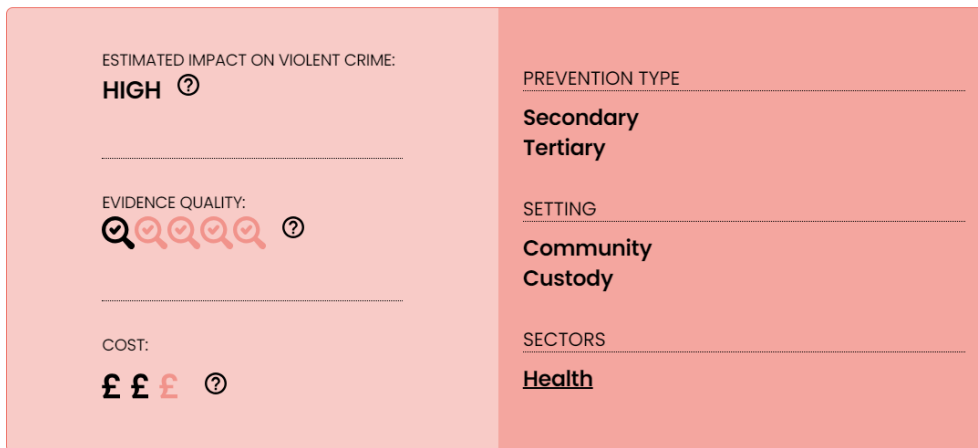 ESTIMATED IMPACT ON VIOLENT CRIME:
HIGH ?
EVIDENCE QUALITY:
?
COST:
£ £ £ ?
PREVENTION TYPE
Secondary
Tertiary
SETTING
Community
Custody
SECTORS
Health